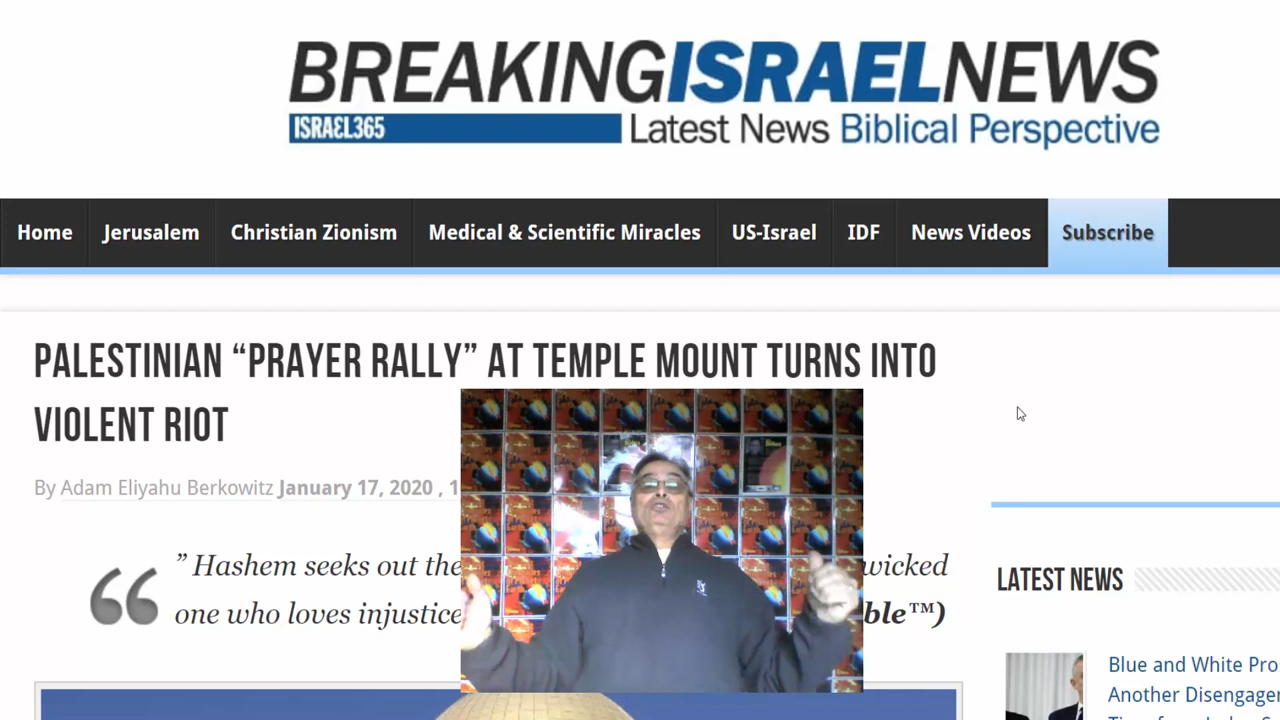 BREAKINGISRAELNEWS
ISRAEL365 Latest News Biblical Perspective
Home Jerusalem Christian Zionism Medical & Scientific Miracles US-Israel IDF News Videos Subscribe
PALESTINIAN “PRAYER RALLY” AT TEMPLE MOUNT TURNS INTO
VIOLENT RIOT
By Adam Eliyahu Berkowitz January 17, 2020 , 1
” Hashem seeks out the wicked
one who loves injustice ble™)
LATEST NEWS
Blue and White Pro
Another Disengage